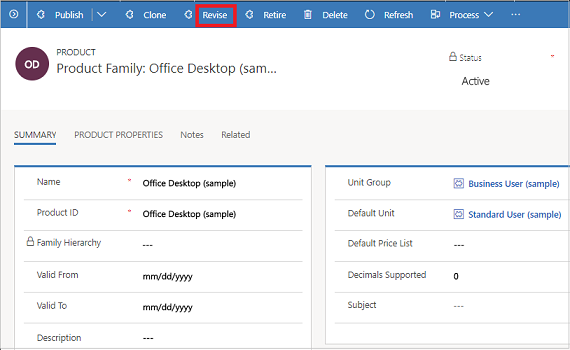 Publish Clone Revise Retire Delete Refresh Process ...
OD
PRODUCT
Product Family: Office Desktop (sam...
Status
Active
SUMMARY PRODUCT PROPERTIES Notes Related
Name * Office Desktop (sample)
Product ID * Office Desktop (sample)
Family Hierarchy ---
Valid From mm/dd/yyyy
Valid To mm/dd/yyyy
Description ---
Unit Group Business User (sample)
Default Unit Standard User (sample)
Default Price List ---
Decimals Supported 0
Subject ---